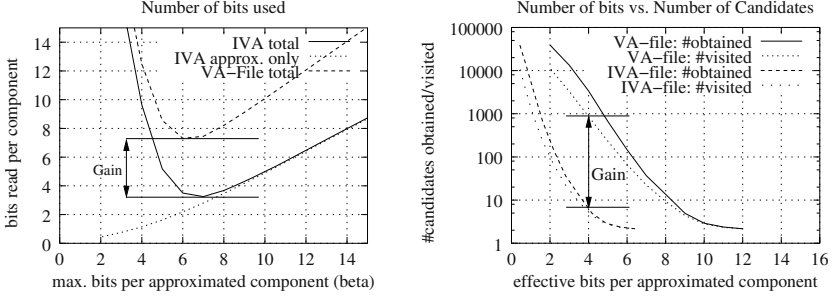 Number of bits used
IVA total
IVA approx. only
VA-File total
15
14
12
10
8
6
4
2
0
Gain
0 2 4 6 8 10 12 14
bits read per component
max. bits per approximated component (beta)
Number of bits vs. Number of Candidates
VA-file: #obtained
VA-file: #visited
IVA-file: #obtained
IVA-file: #visited
100000
10000
1000
100
10
1
Gain
0 2 4 6 8 10 12 14 16
#candidates obtained/visited
effective bits per approximated component